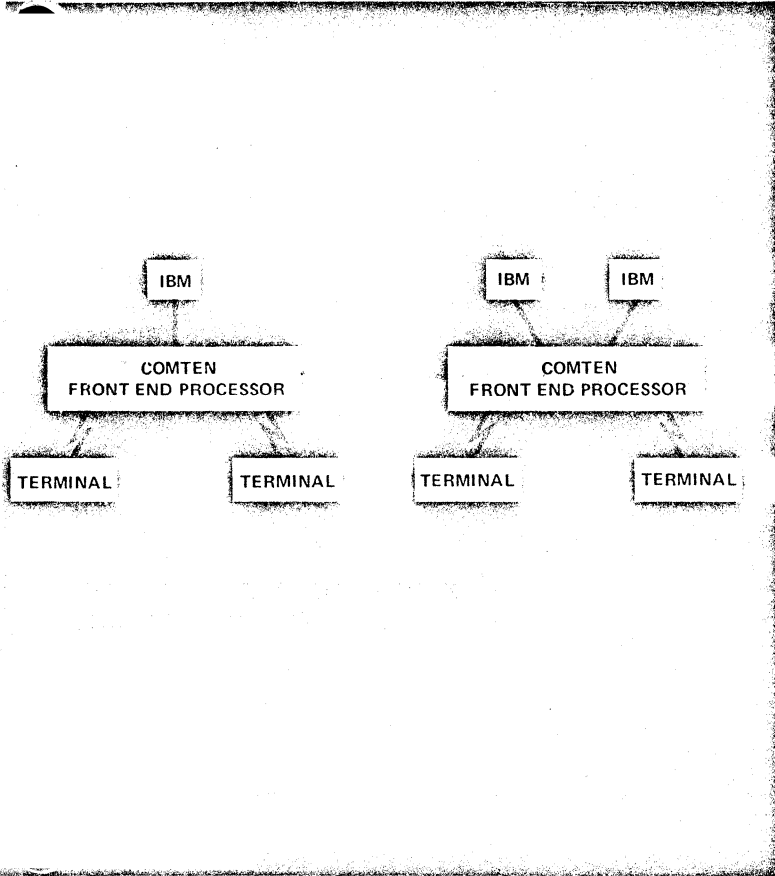 IBM
COMTEN
FRONT END PROCESSOR
TERMINAL
TERMINAL
IBM
IBM
COMTEN
FRONT END PROCESSOR
TERMINAL
TERMINAL